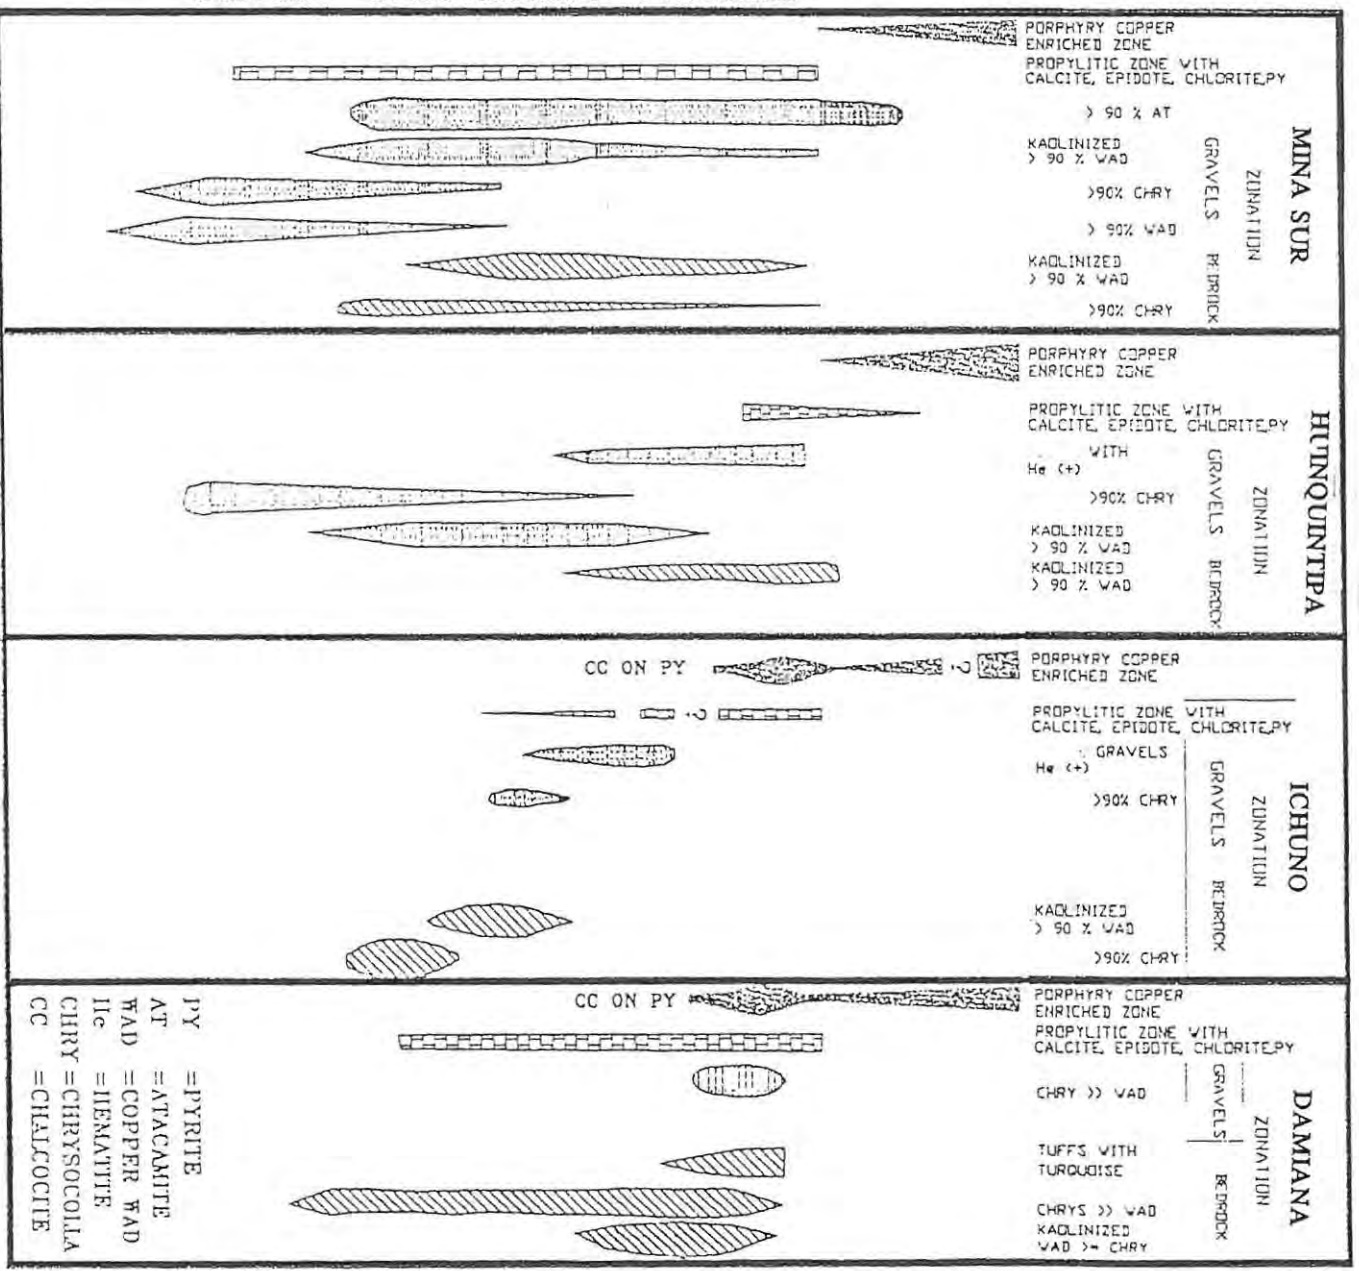 PORPHYRY COPPER
ENRICHED ZONE
PROPYLITIC ZONE WITH
CALCITE, EPIDOTE, CHLORITE,PY
> 90 % AT
KAOLINIZED
> 90 % WAD
>90% CHRY
> 90% WAD
KAOLINIZED
> 90 % WAD
>90% CHRY
GRAVELS BEDROCK
ZONATION
MINA SUR
PORPHYRY COPPER
ENRICHED ZONE
PROPYLITIC ZONE WITH
CALCITE, EPIDOTE, CHLORITE,PY
WITH
He (+)
>90% CHRY
KAOLINIZED
> 90 % WAD
KAOLINIZED
> 90 % WAD
GRAVELS BEDROCK
ZONATION
HUINQUINTIPA
CC ON PY
?
PORPHYRY COPPER
ENRICHED ZONE
?
PROPYLITIC ZONE WITH
CALCITE, EPIDOTE, CHLORITE,PY
GRAVELS
He (+)
>90% CHRY
KAOLINIZED
> 90 % WAD
>90% CHRY
GRAVELS BEDROCK
ZONATION
ICHUNO
CC ON PY
PORPHYRY COPPER
ENRICHED ZONE
PROPYLITIC ZONE WITH
CALCITE, EPIDOTE, CHLORITE,PY
CHRY >> WAD
TUFFS WITH
TURQUOISE
CHRYS >> WAD
KAOLINIZED
WAD >= CHRY
GRAVELS
BEDROCK
ZONATION
DAMIANA
PY =PYRITE
AT =ATACAMITE
WAD =COPPER WAD
He =HEMATITE
CHRY =CHRYSOCOLLA
CC =CHALCOCITE